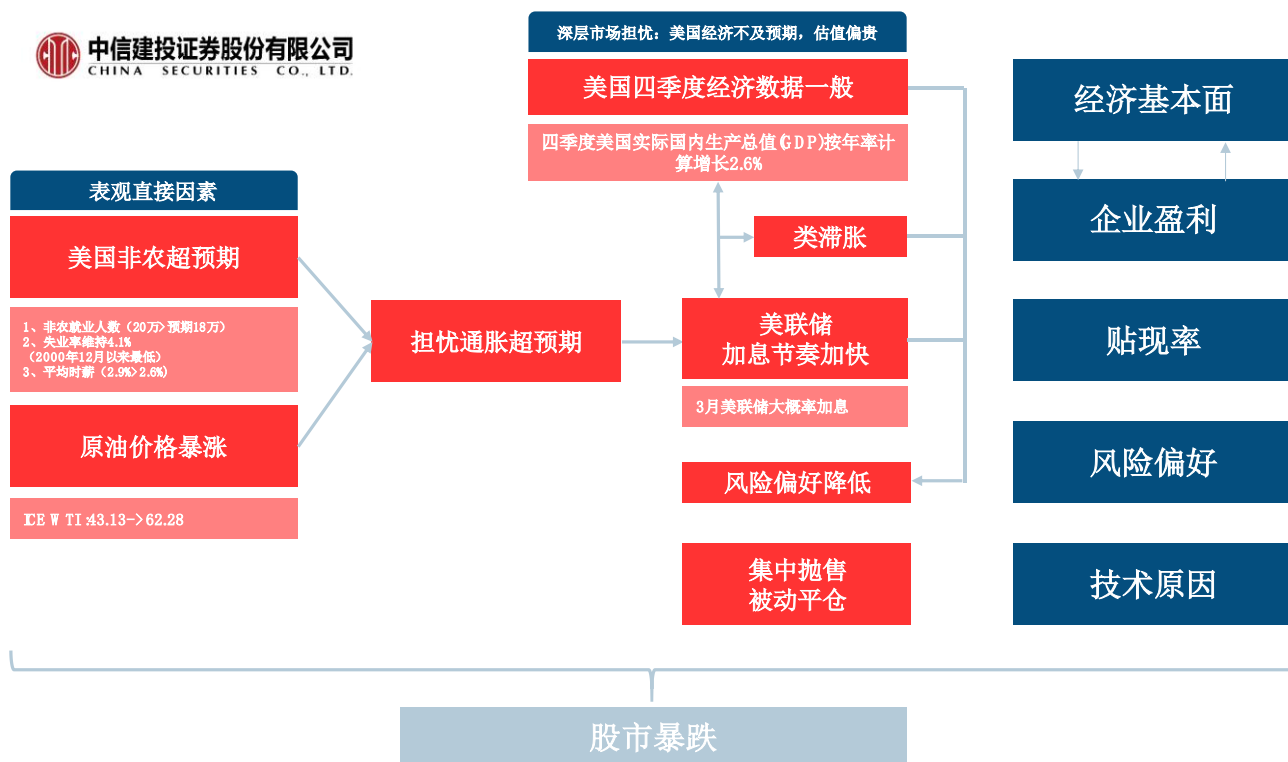 中信建投证券股份有限公司
CHINA SECURITIES CO., LTD.
深层市场担忧：美国经济不及预期，估值偏贵
美国四季度经济数据一般
四季度美国实际国内生产总值(GDP)按年率计
算增长2.6%
表观直接因素
美国非农超预期
1、非农就业人数（20万>预期18万）
2、失业率维持4.1%
（2000年12月以来最低）
3、平均时薪（2.9%>2.6%)
原油价格暴涨
ICE WTI:43.13->62.28
担忧通胀超预期
类滞胀
美联储
加息节奏加快
3月美联储大概率加息
风险偏好降低
集中抛售
被动平仓
经济基本面
企业盈利
贴现率
风险偏好
技术原因
股市暴跌